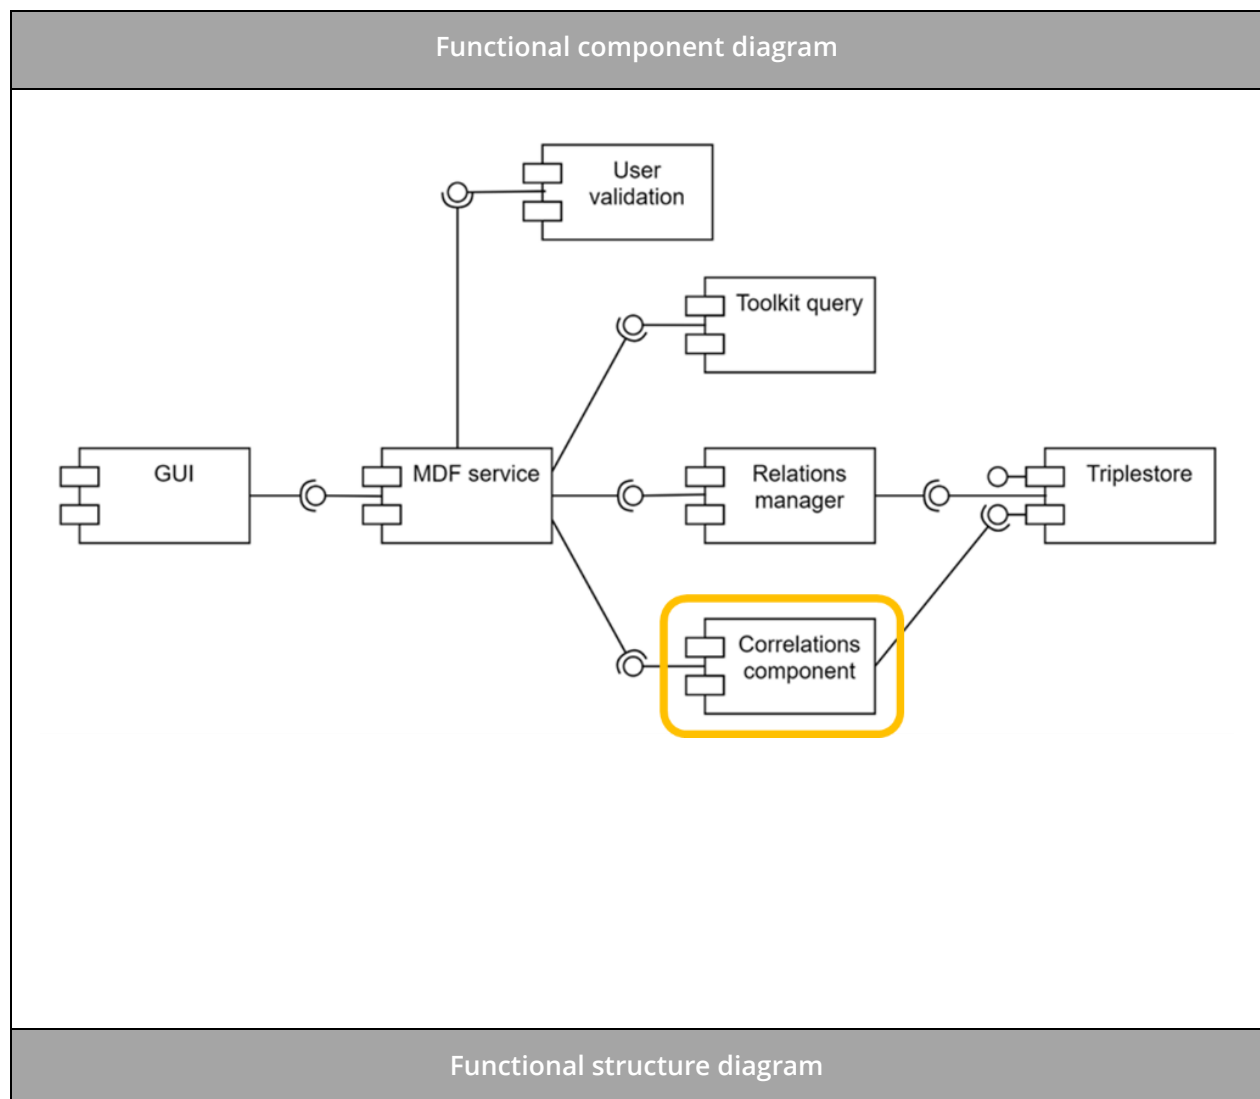 Functional component diagram
User
validation
Toolkit query
GUI
MDF service
Relations
manager
Triplestore
Correlations
component
Functional structure diagram